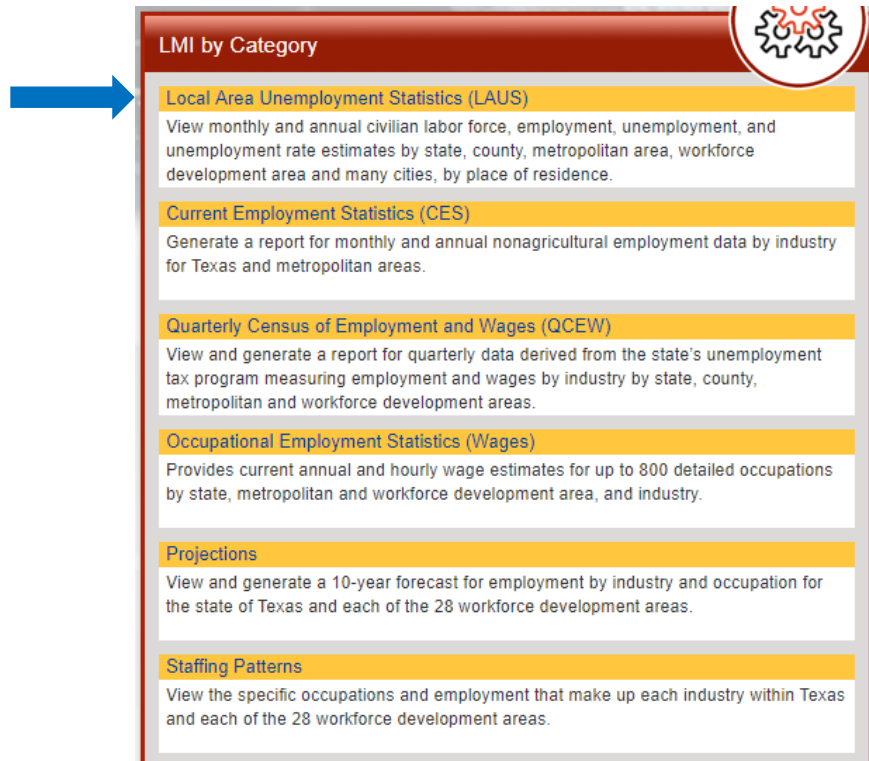 LMI by Category
Local Area Unemployment Statistics (LAUS)
View monthly and annual civilian labor force, employment, unemployment, and
unemployment rate estimates by state, county, metropolitan area, workforce
development area and many cities, by place of residence.
Current Employment Statistics (CES)
Generate a report for monthly and annual nonagricultural employment data by industry
for Texas and metropolitan areas.
Quarterly Census of Employment and Wages (QCEW)
View and generate a report for quarterly data derived from the state’s unemployment
tax program measuring employment and wages by industry by state, county,
metropolitan and workforce development areas.
Occupational Employment Statistics (Wages)
Provides current annual and hourly wage estimates for up to 800 detailed occupations
by state, metropolitan and workforce development area, and industry.
Projections
View and generate a 10-year forecast for employment by industry and occupation for
the state of Texas and each of the 28 workforce development areas.
Staffing Patterns
View the specific occupations and employment that make up each industry within Texas
and each of the 28 workforce development areas.